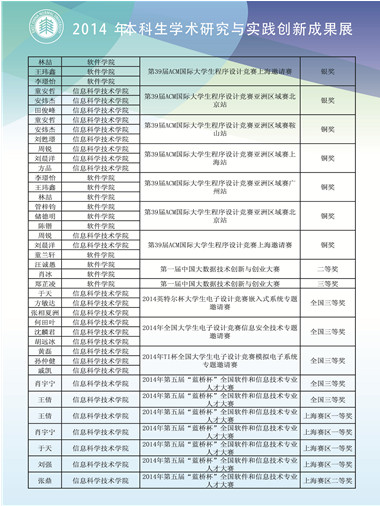 2014 年本科生学术研究与实践创新成果展
林喆 软件学院
王玮鑫 软件学院 第39届ACM国际大学生程序设计竞赛上海邀请赛 银奖
李璟怡 软件学院
童安哲 信息科学技术学院
安炜杰 信息科学技术学院 第39届ACM国际大学生程序设计竞赛亚洲区域赛北京站 银奖
田俊峰 信息科学技术学院
童安哲 信息科学技术学院
安炜杰 信息科学技术学院 第39届ACM国际大学生程序设计竞赛亚洲区域赛鞍山站 铜奖
刘甦璟 信息科学技术学院
周锐 信息科学技术学院
刘晨洋 信息科学技术学院 第39届ACM国际大学生程序设计竞赛亚洲区域赛上海站 铜奖
方品 信息科学技术学院
李璟怡 软件学院
王玮鑫 软件学院 第39届ACM国际大学生程序设计竞赛亚洲区域赛广州站 铜奖
林喆 软件学院
管梓钧 软件学院
储德明 软件学院 第39届ACM国际大学生程序设计竞赛亚洲区域赛北京站 铜奖
陈锴 软件学院
周锐 信息科学技术学院
刘晨洋 信息科学技术学院 第39届ACM国际大学生程序设计竞赛上海邀请赛 铜奖
童兰轩 软件学院
汪诚愚 软件学院
肖冰 软件学院 第一届中国大数据技术创新与创业大赛 二等奖
郑芷凌 软件学院 第一届中国大数据技术创新与创业大赛 三等奖
于天 信息科学技术学院
方敏达 信息科学技术学院 2014英特尔杯大学生电子设计竞赛嵌入式系统专题邀请赛 全国三等奖
张相夏洲 信息科学技术学院
何田叶 信息科学技术学院
沈麟君 信息科学技术学院 2014年全国大学生电子设计竞赛信息安全技术专题邀请赛 全国三等奖
胡远冰 信息科学技术学院
黄磊 信息科学技术学院
孙仲健 信息科学技术学院 2014年TI杯全国大学生电子设计竞赛模拟电子系统专题邀请赛 全国三等奖
戚凯 信息科学技术学院
肖宇宁 信息科学技术学院 2014年第五届“蓝桥杯”全国软件和信息技术专业人才大赛 全国三等奖
王倩 信息科学技术学院 2014年第五届“蓝桥杯”全国软件和信息技术专业人才大赛 全国三等奖
王倩 信息科学技术学院 2014年第五届“蓝桥杯”全国软件和信息技术专业人才大赛 上海赛区一等奖
肖宇宁 信息科学技术学院 2014年第五届“蓝桥杯”全国软件和信息技术专业人才大赛 上海赛区一等奖
于天 信息科学技术学院 2014年第五届“蓝桥杯”全国软件和信息技术专业人才大赛 上海赛区一等奖
刘强 信息科学技术学院 2014年第五届“蓝桥杯”全国软件和信息技术专业人才大赛 上海赛区一等奖
张鼎 信息科学技术学院 2014年第五届“蓝桥杯”全国软件和信息技术专业人才大赛 上海赛区二等奖